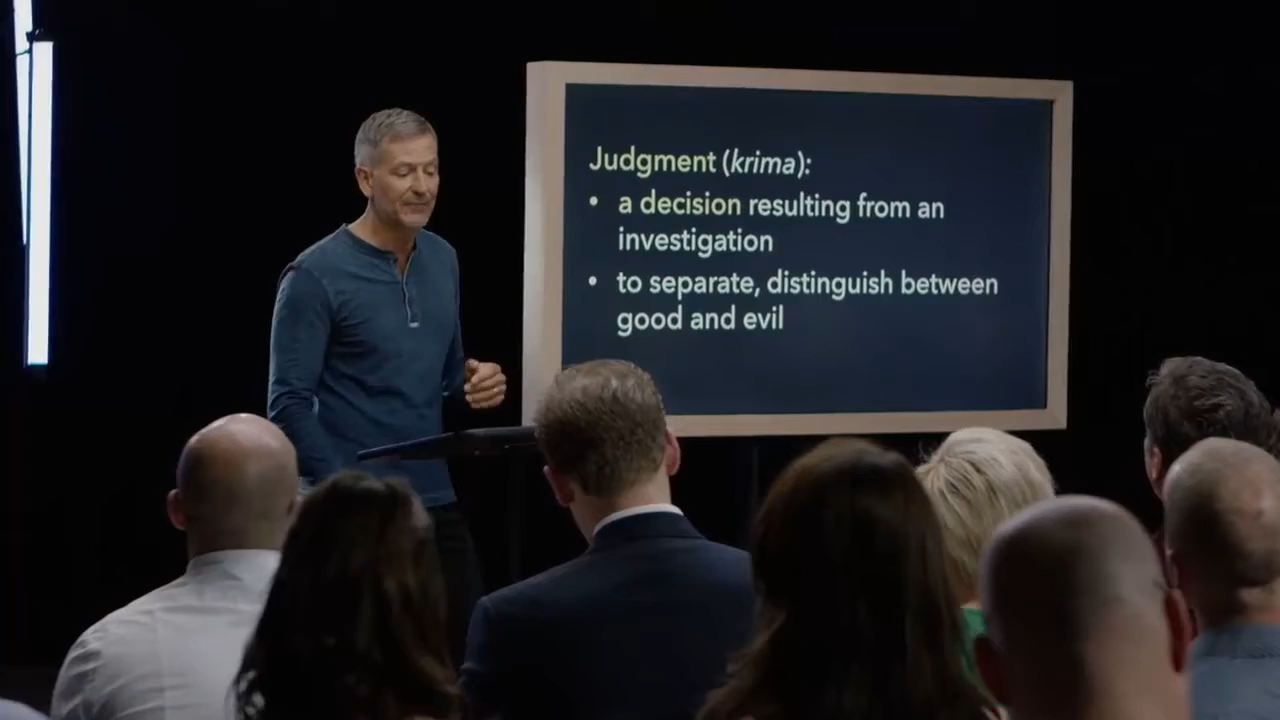 Judgment (krima):
• a decision resulting from an
investigation
• to separate, distinguish between
good and evil